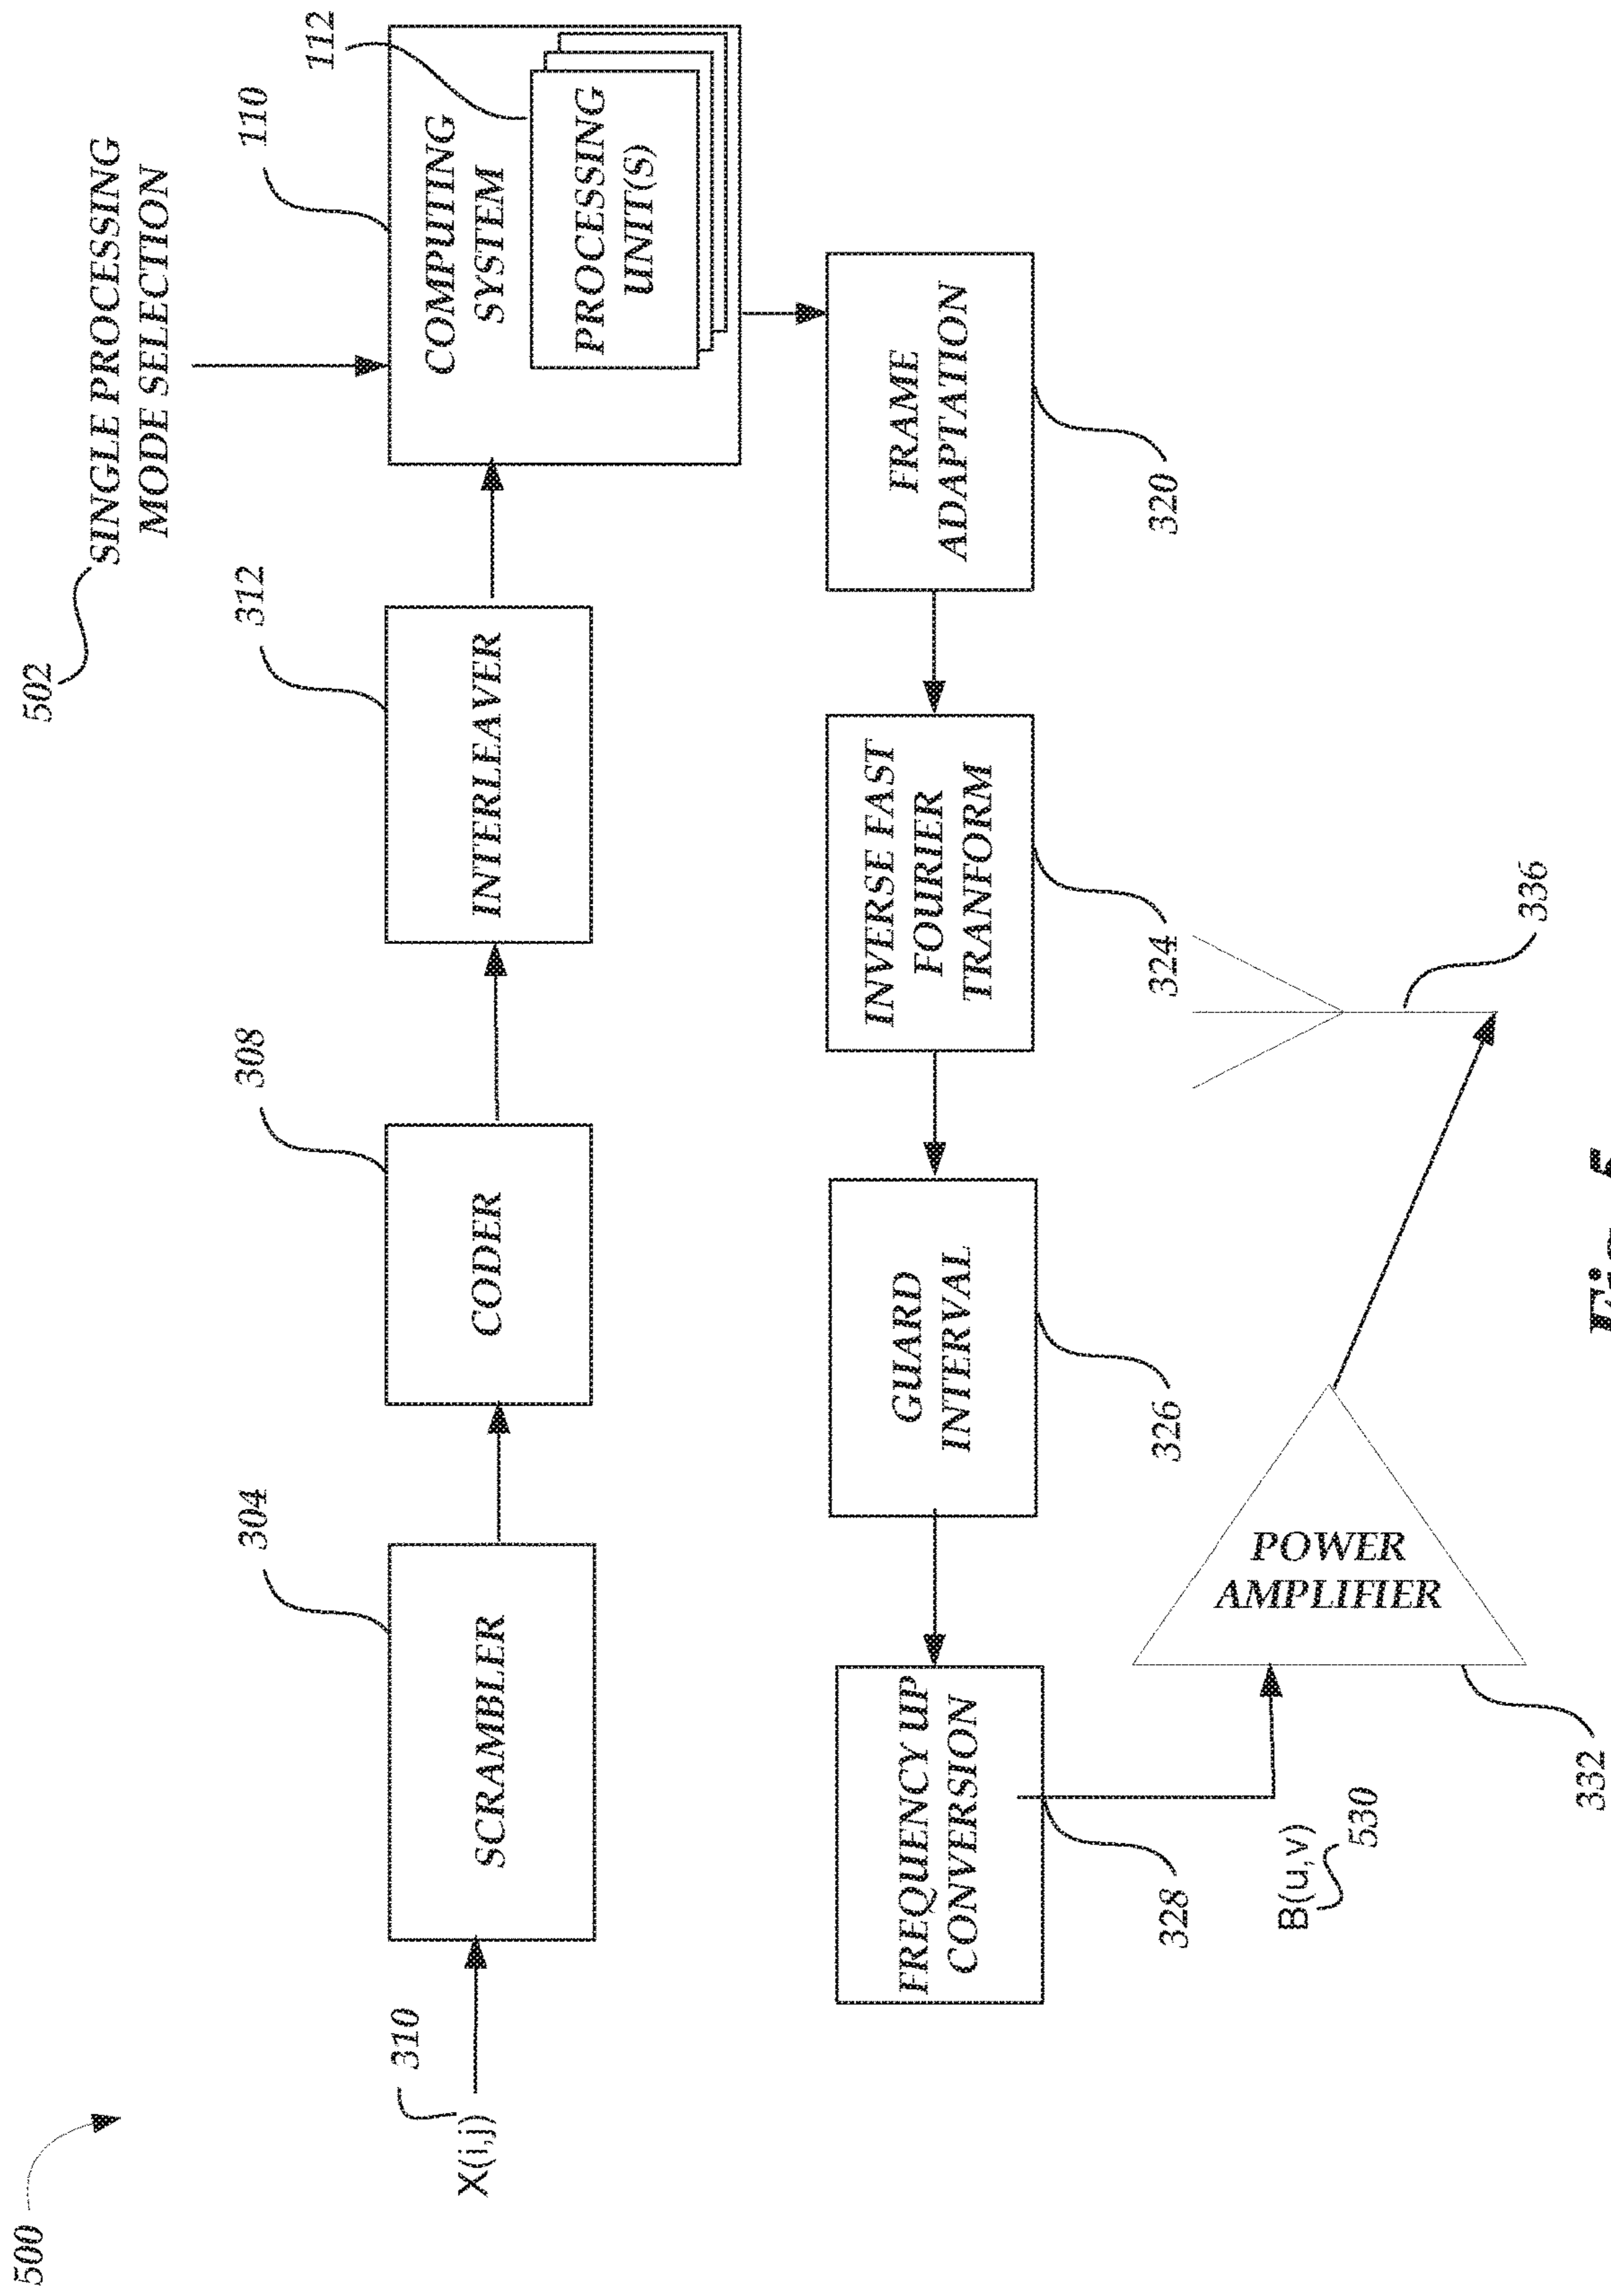 500
502
SINGLE PROCESSING
MODE SELECTION
X(i,j)
310
304
SCRAMBLER
308
CODER
312
INTERLEAVER
110
COMPUTING
SYSTEM
112
PROCESSING
UNIT(S)
FREQUENCY UP
CONVERSION
328
GUARD
INTERVAL
326
INVERSE FAST
FOURIER
TRANFORM
324
FRAME
ADAPTATION
320
B(u,v)
530
POWER
AMPLIFIER
332
336